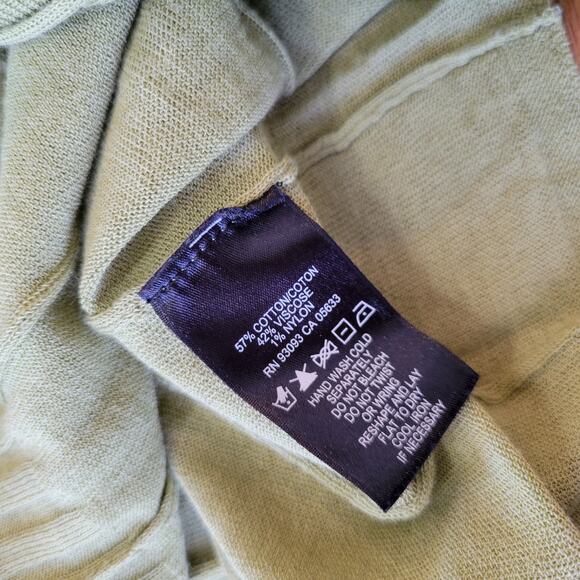 57% COTTON/COTON
42% VISCOSE
1% NYLON
RN 93093 CA 05633
HAND WASH COLD
SEPARATELY
DO NOT BLEACH
DO NOT TWIST
OR WRING
RESHAPE AND LAY
FLAT TO DRY
COOL IRON
IF NECESSARY